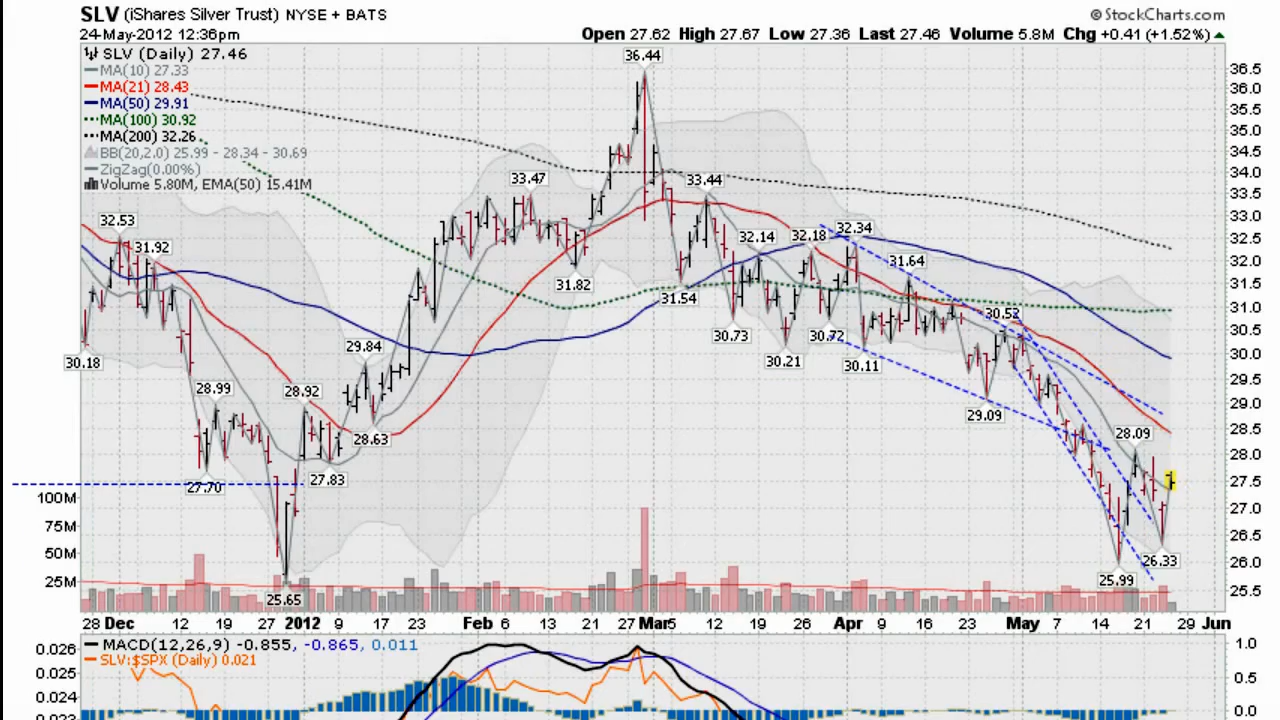 SLV (iShares Silver Trust) NYSE + BATS
© StockCharts.com
24-May-2012 12:36pm
Open 27.62 High 27.67 Low 27.36 Last 27.46 Volume 5.8M Chg +0.41 (+1.52%)
SLV (Daily) 27.46
MA(10) 27.33
MA(21) 28.43
MA(50) 29.91
MA(100) 30.92
MA(200) 32.26
BB(20,2.0) 25.99 - 28.34 - 30.69
ZigZag(0.00%)
Volume 5.80M, EMA(50) 15.41M
36.44
33.47
33.44
32.53
31.92
32.14
32.18
32.34
31.64
31.82
31.54
30.73
30.21
30.72
30.11
30.52
30.18
29.84
29.09
28.99
28.92
28.63
28.09
27.83
27.70
26.33
25.99
25.65
36.5
36.0
35.5
35.0
34.5
34.0
33.5
33.0
32.5
32.0
31.5
31.0
30.5
30.0
29.5
29.0
28.5
28.0
27.5
27.0
26.5
26.0
25.5
100M
75M
50M
25M
28 Dec 12 19 27 2012 9 17 23 Feb 6 13 21 27 Mar 5 12 19 26 Apr 9 16 23 May 7 14 21 29 Jun
MACD(12,26,9) -0.855, -0.865, 0.011
SLV:$SPX (Daily) 0.021
0.026
0.025
0.024
0.023
1.0
0.5
0.0